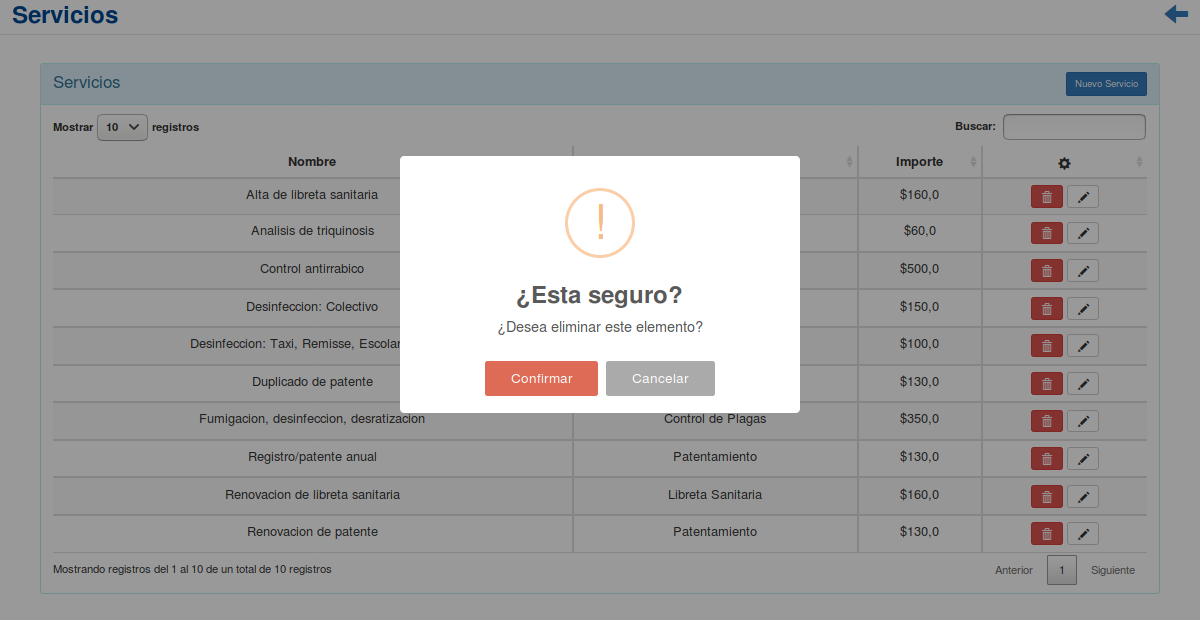 Servicios
Servicios
Nuevo Servicio
Mostrar 10 registros
Buscar:
Nombre Importe
Alta de libreta sanitaria $160,0
Analisis de triquinosis $60,0
Control antirrabico $500,0
Desinfeccion: Colectivo $150,0
Desinfeccion: Taxi, Remisse, Escolar $100,0
Duplicado de patente $130,0
Fumigacion, desinfeccion, desratizacion Control de Plagas $350,0
Registro/patente anual Patentamiento $130,0
Renovacion de libreta sanitaria Libreta Sanitaria $160,0
Renovacion de patente Patentamiento $130,0
Mostrando registros del 1 al 10 de un total de 10 registros
Anterior 1 Siguiente
!
¿Esta seguro?
¿Desea eliminar este elemento?
Confirmar Cancelar